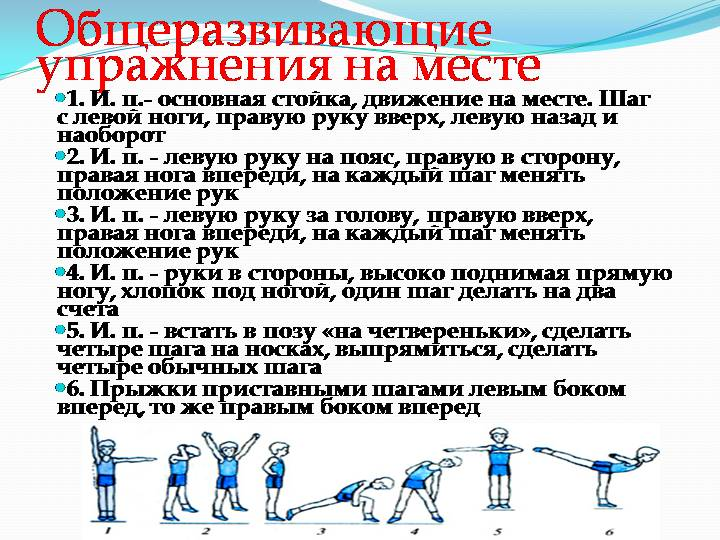 Общеразвивающие
упражнения на месте
1. И. п.- основная стойка, движение на месте. Шаг
с левой ноги, правую руку вверх, левую назад и
наоборот
2. И. п. - левую руку на пояс, правую в сторону,
правая нога впереди, на каждый шаг менять
положение рук
3. И. п. - левую руку за голову, правую вверх,
правая нога впереди, на каждый шаг менять
положение рук
4. И. п. - руки в стороны, высоко поднимая прямую
ногу, хлопок под ногой, один шаг делать на два
счета
5. И. п. - встать в позу «на четвереньки», сделать
четыре шага на носках, выпрямиться, сделать
четыре обычных шага
6. Прыжки приставными шагами левым боком
вперед, то же правым боком вперед
1 2 3 4 5 6